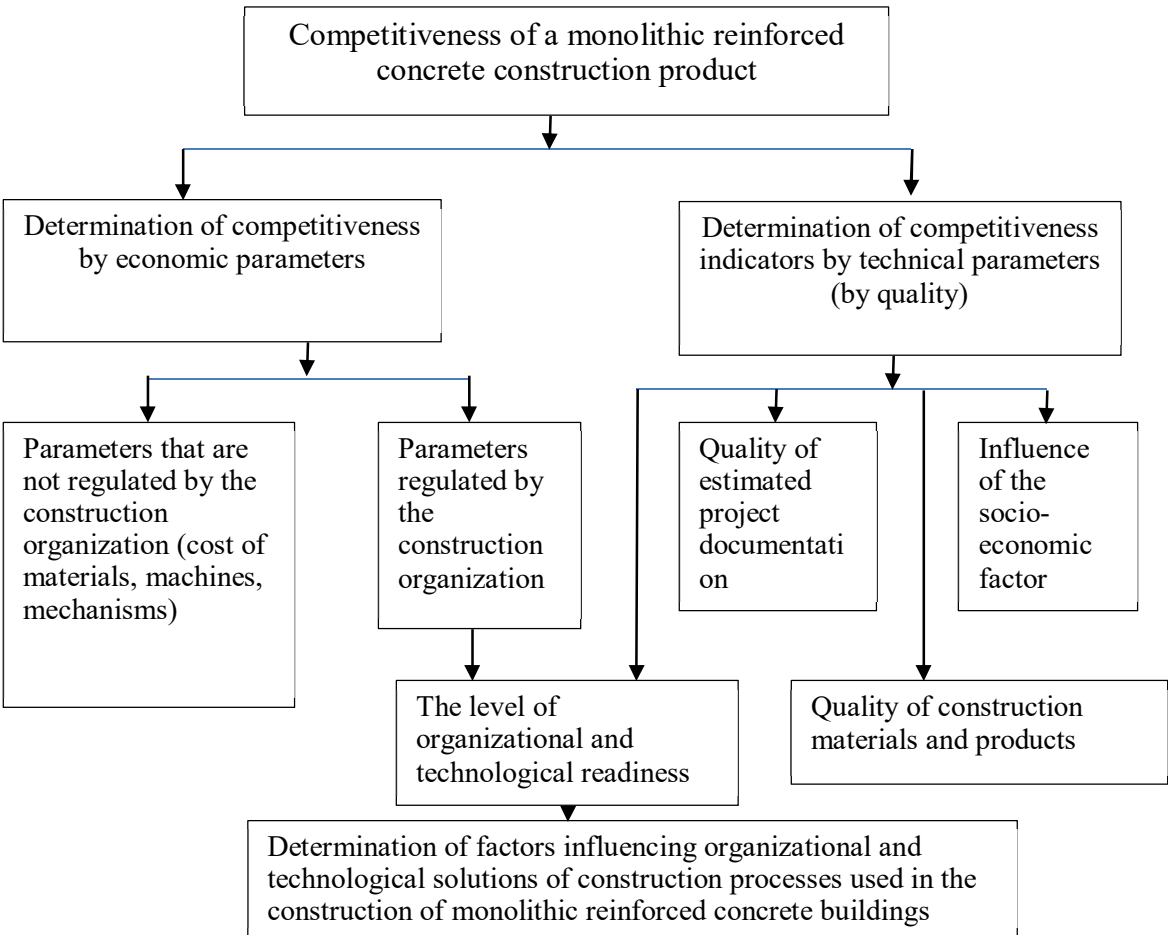 Competitiveness of a monolithic reinforced
concrete construction product
Determination of competitiveness
by economic parameters
Determination of competitiveness
indicators by technical parameters
(by quality)
Parameters that are
not regulated by the
construction
organization (cost of
materials, machines,
mechanisms)
Parameters
regulated by
the
construction
organization
Quality of
estimated
project
documentati
on
Influence
of the
socio-
economic
factor
The level of
organizational and
technological readiness
Quality of construction
materials and products
Determination of factors influencing organizational and
technological solutions of construction processes used in the
construction of monolithic reinforced concrete buildings